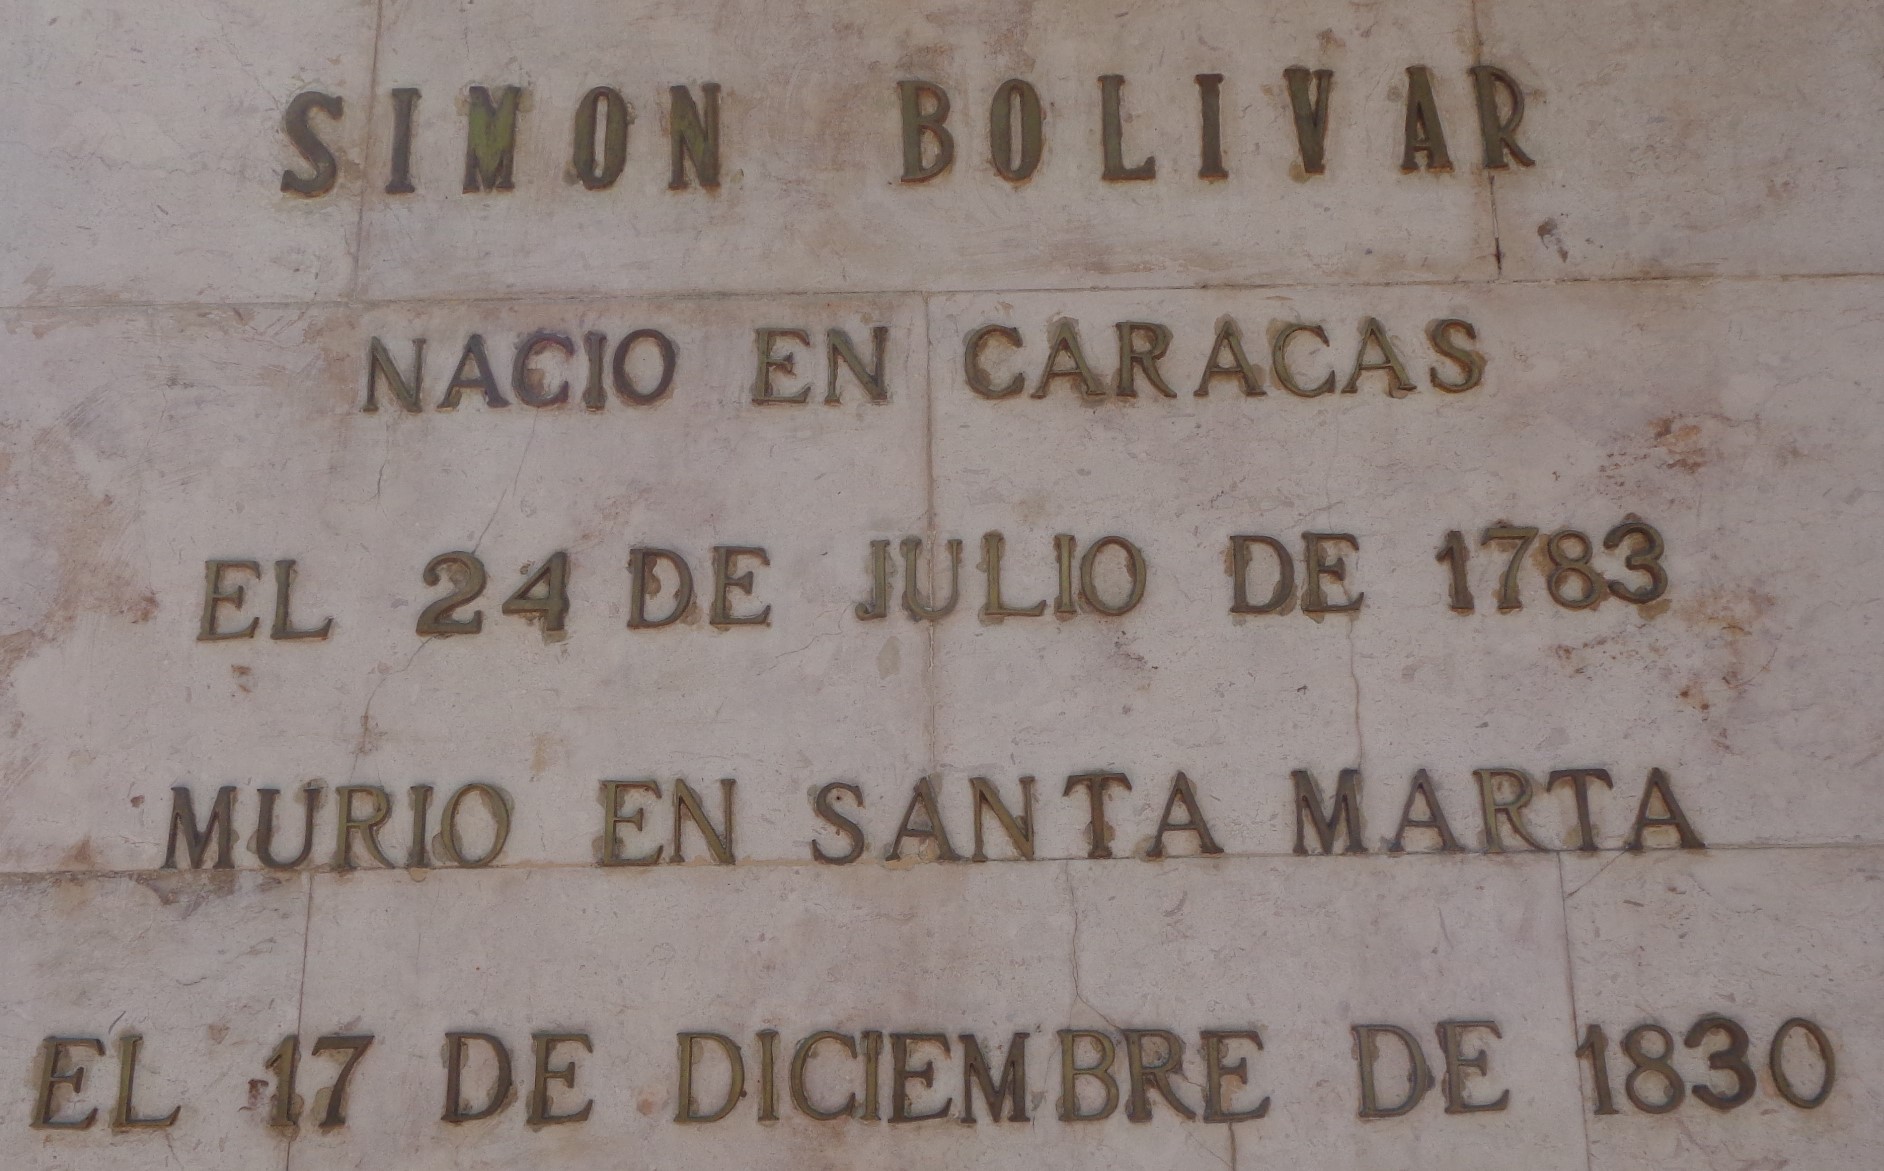 SIMON BOLIVAR
NACIO EN CARACAS
EL 24 DE JULIO DE 1783
MURIO EN SANTA MARTA
EL 17 DE DICIEMBRE DE 1830